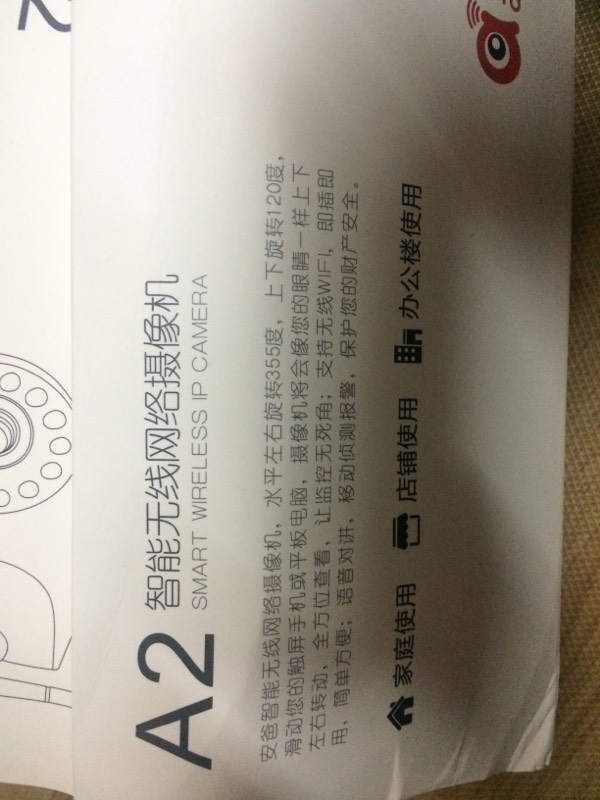 A2 智能无线网络摄像机
SMART WIRELESS IP CAMERA
安爸智能无线网络摄像机，水平左右旋转355度，上下旋转120度，
滑动您的触屏手机或平板电脑，摄像机将会像您的眼睛一样上下
左右转动，全方位查看，让监控无死角；支持无线WIFI，即插即
用，简单方便；语音对讲，移动侦测报警，保护您的财产安全。
家庭使用 店铺使用 办公楼使用